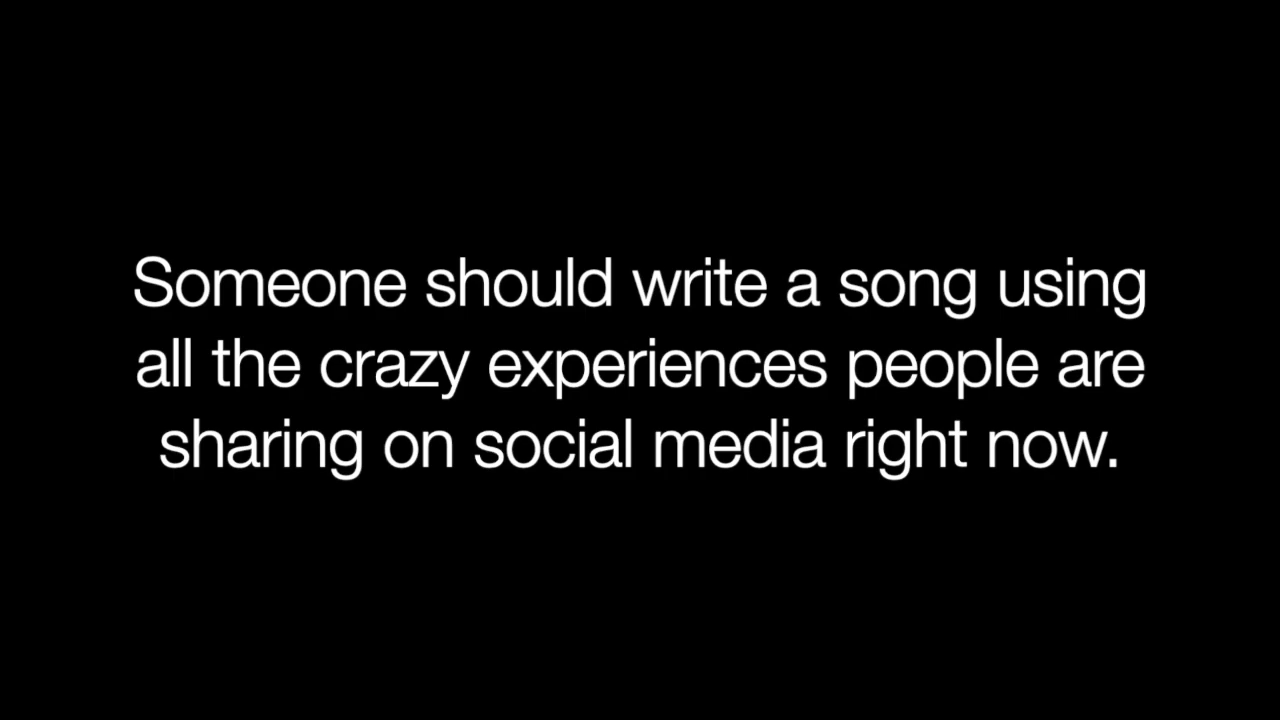 Someone should write a song using
all the crazy experiences people are
sharing on social media right now.